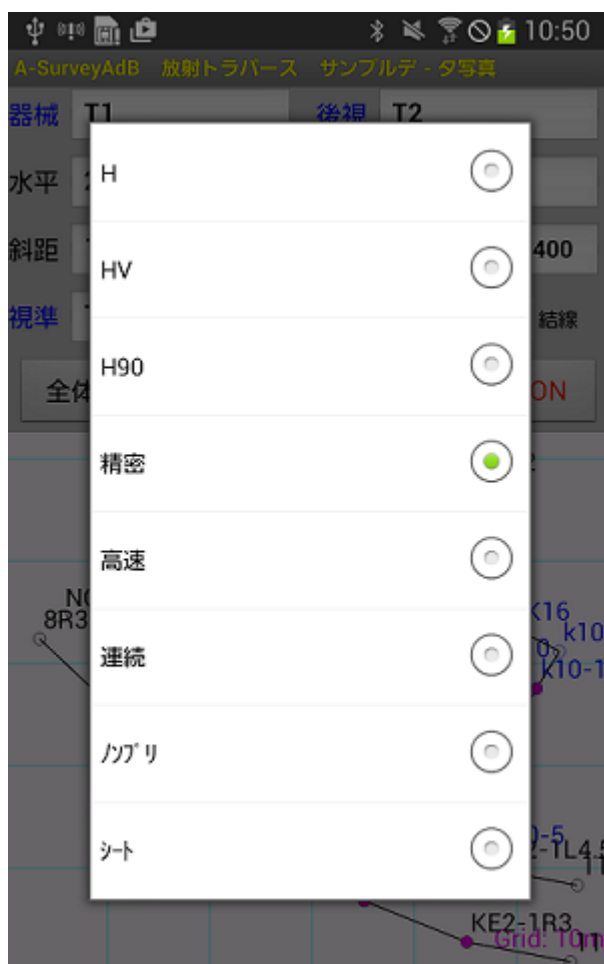 10:50
A-SurveyAdB 放射トラバース サンプルデ - タ写真
器械 T1 後視 T2
H
水平
HV
斜距 400
視準 結線
H90
全体 ON
精密
高速
K16
8R3 k10
k10-1
連続
ﾉﾝﾌﾟﾘ
ｼｰﾄ
KE2-1R3
Grid: 10m